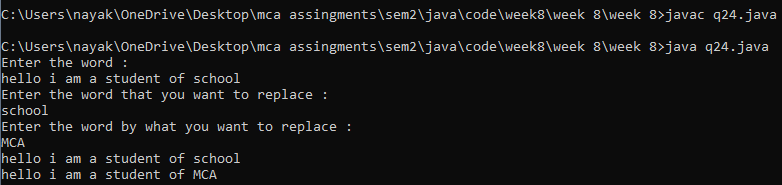 C:\Users\nayak\OneDrive\Desktop\mca assingments\sem2\java\code\week8\week 8\week 8>javac q24.java
C:\Users\nayak\OneDrive\Desktop\mca assingments\sem2\java\code\week8\week 8\week 8>java q24.java
Enter the word :
hello i am a student of school
Enter the word that you want to replace :
school
Enter the word by what you want to replace :
MCA
hello i am a student of school
hello i am a student of MCA